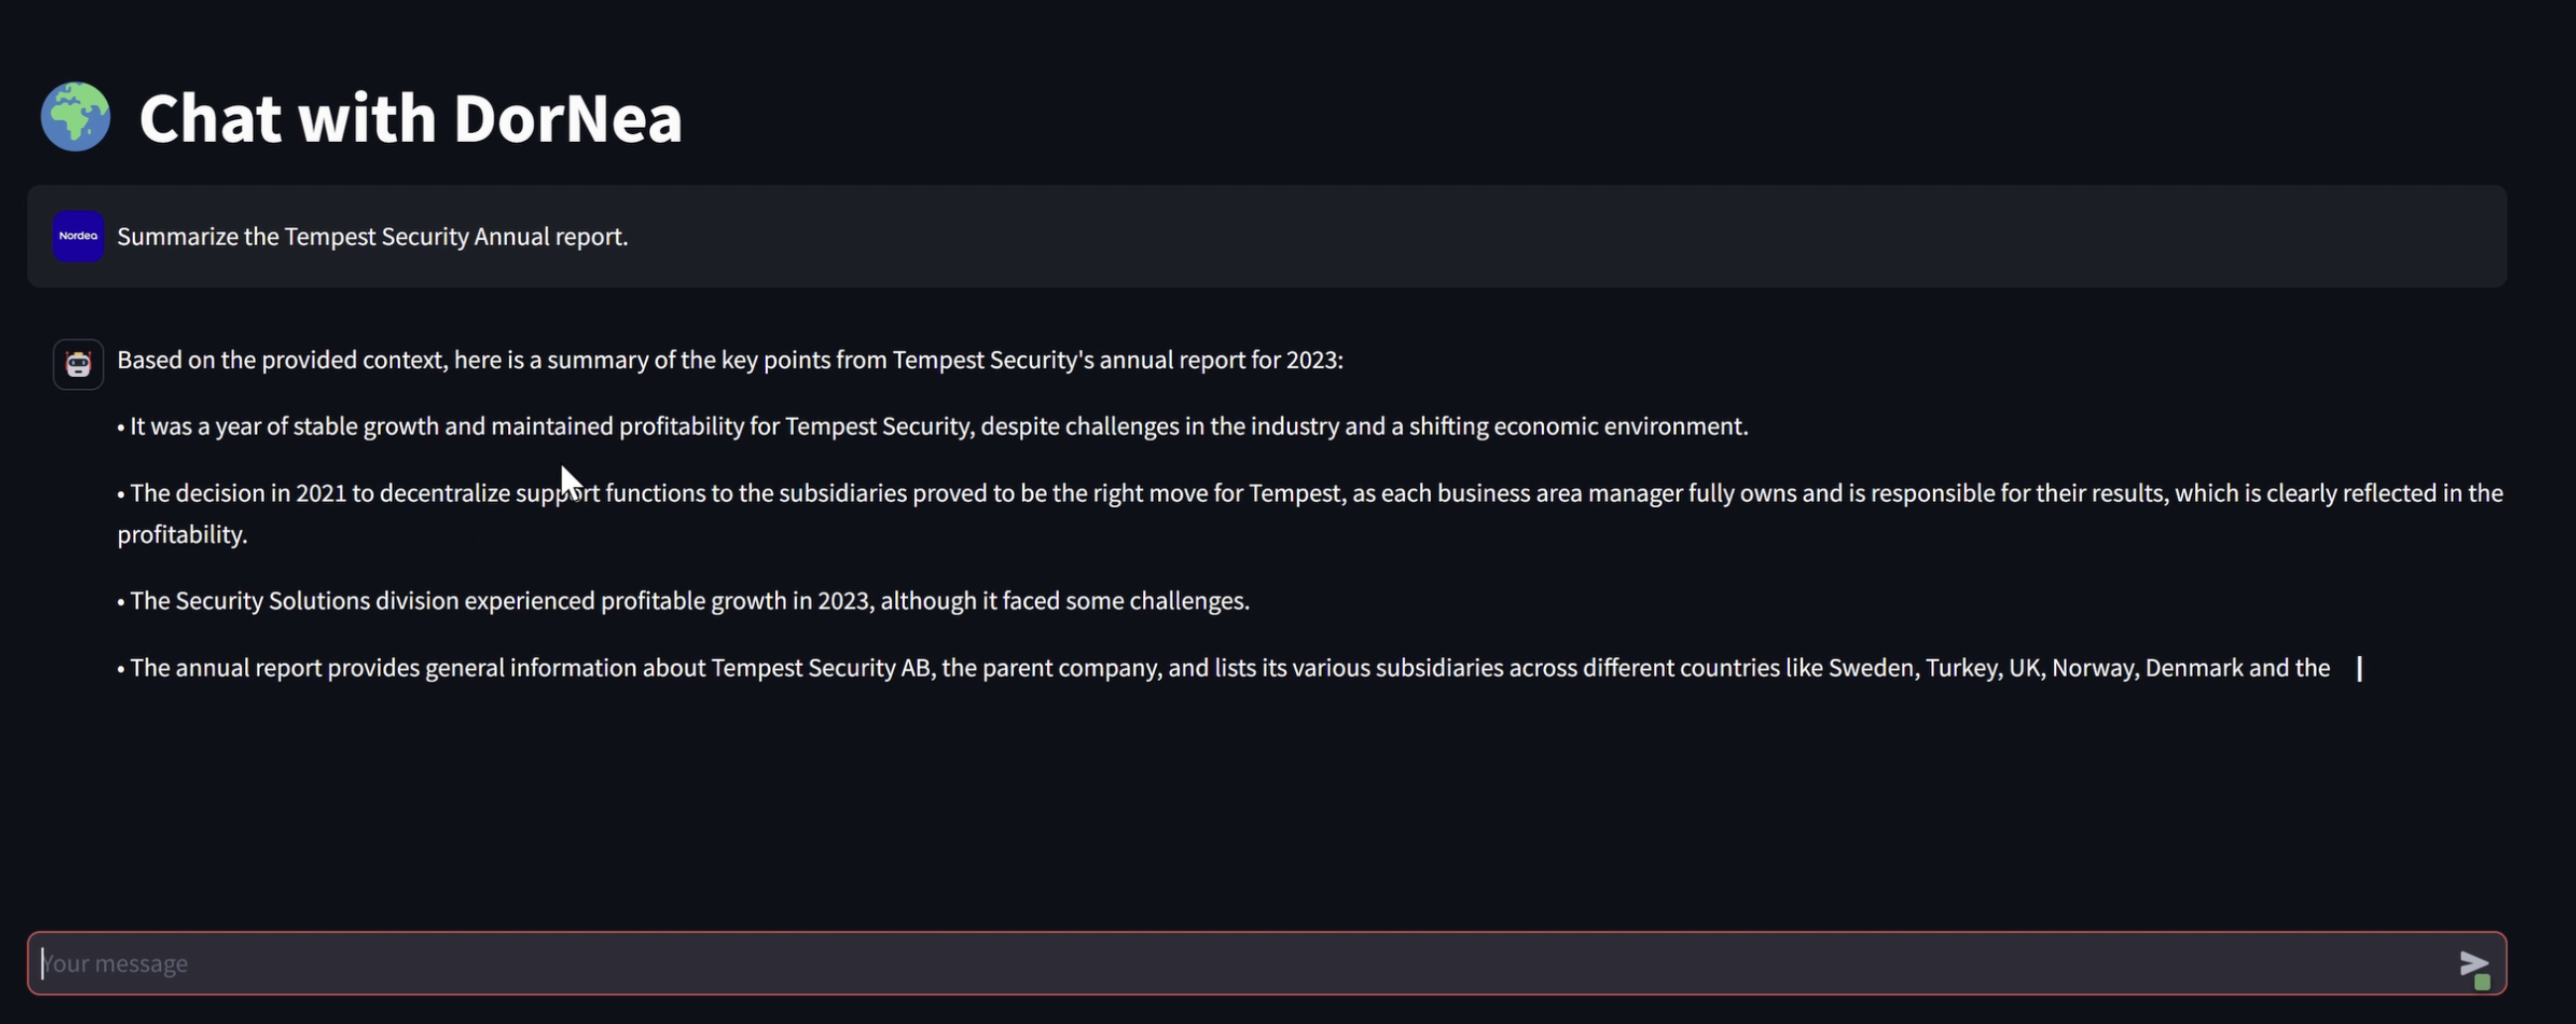 Chat with DorNea
Nordea
Summarize the Tempest Security Annual report.
Based on the provided context, here is a summary of the key points from Tempest Security's annual report for 2023:
• It was a year of stable growth and maintained profitability for Tempest Security, despite challenges in the industry and a shifting economic environment.
• The decision in 2021 to decentralize support functions to the subsidiaries proved to be the right move for Tempest, as each business area manager fully owns and is responsible for their results, which is clearly reflected in the
profitability.
• The Security Solutions division experienced profitable growth in 2023, although it faced some challenges.
• The annual report provides general information about Tempest Security AB, the parent company, and lists its various subsidiaries across different countries like Sweden, Turkey, UK, Norway, Denmark and the
Your message